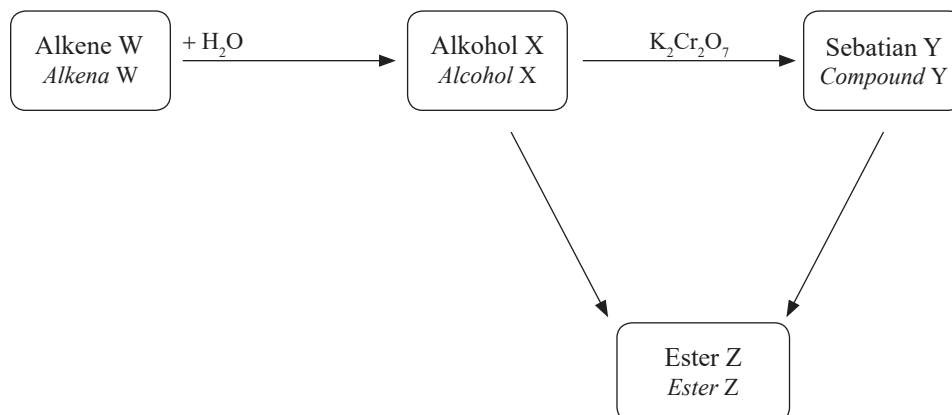 Alkene W
Alkena W
+ H₂O
Alkohol X
Alcohol X
K₂Cr₂O₇
Sebatian Y
Compound Y
Ester Z
Ester Z